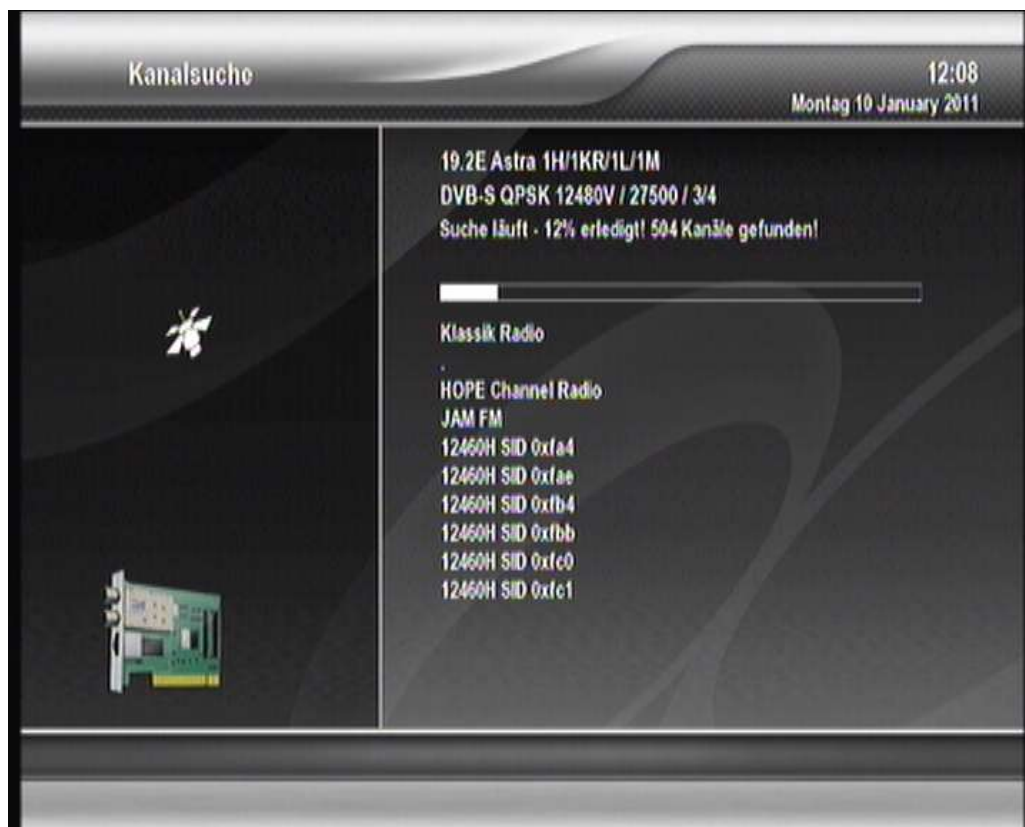 Kanalsuche
12:08
Montag 10 January 2011
19.2E Astra 1H/1KR/1L/1M
DVB-S QPSK 12480V / 27500 / 3/4
Suche läuft - 12% erledigt! 504 Kanäle gefunden!
Klassik Radio
.
HOPE Channel Radio
JAM FM
12460H SID 0xfa4
12460H SID 0xfae
12460H SID 0xfb4
12460H SID 0xfbb
12460H SID 0xfc0
12460H SID 0xfc1